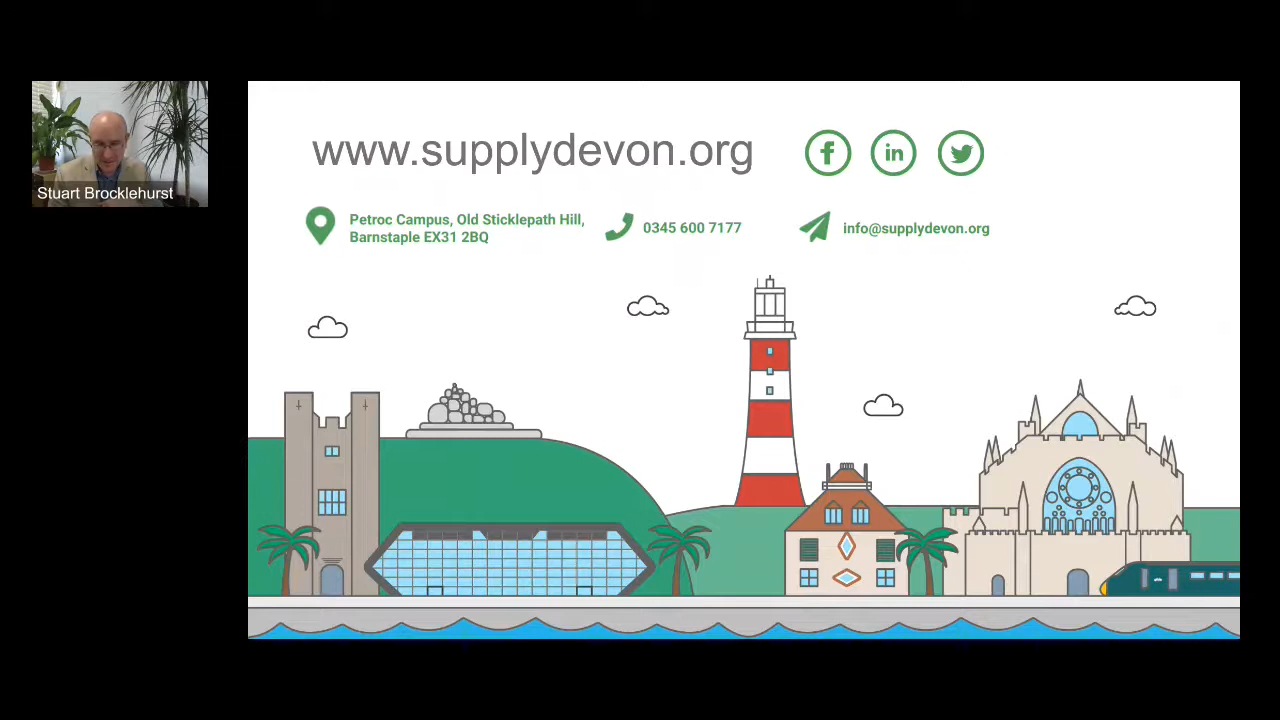 www.supplydevon.org
f in
Petroc Campus, Old Sticklepath Hill,
Barnstaple EX31 2BQ
0345 600 7177
info@supplydevon.org
Stuart Brocklehurst